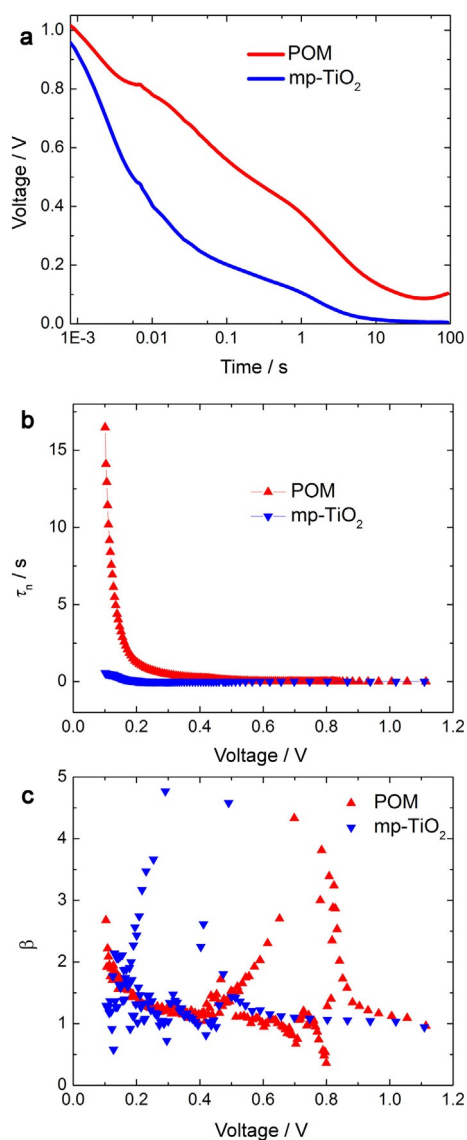 a
1.0
0.8
0.6
0.4
0.2
0.0
Voltage / V
POM
mp-TiO₂
1E-3 0.01 0.1 1 10 100
Time / s
b
15
10
5
0
τₙ / s
POM
mp-TiO₂
0.0 0.2 0.4 0.6 0.8 1.0 1.2
Voltage / V
c
5
4
3
2
1
0
β
POM
mp-TiO₂
0.0 0.2 0.4 0.6 0.8 1.0 1.2
Voltage / V